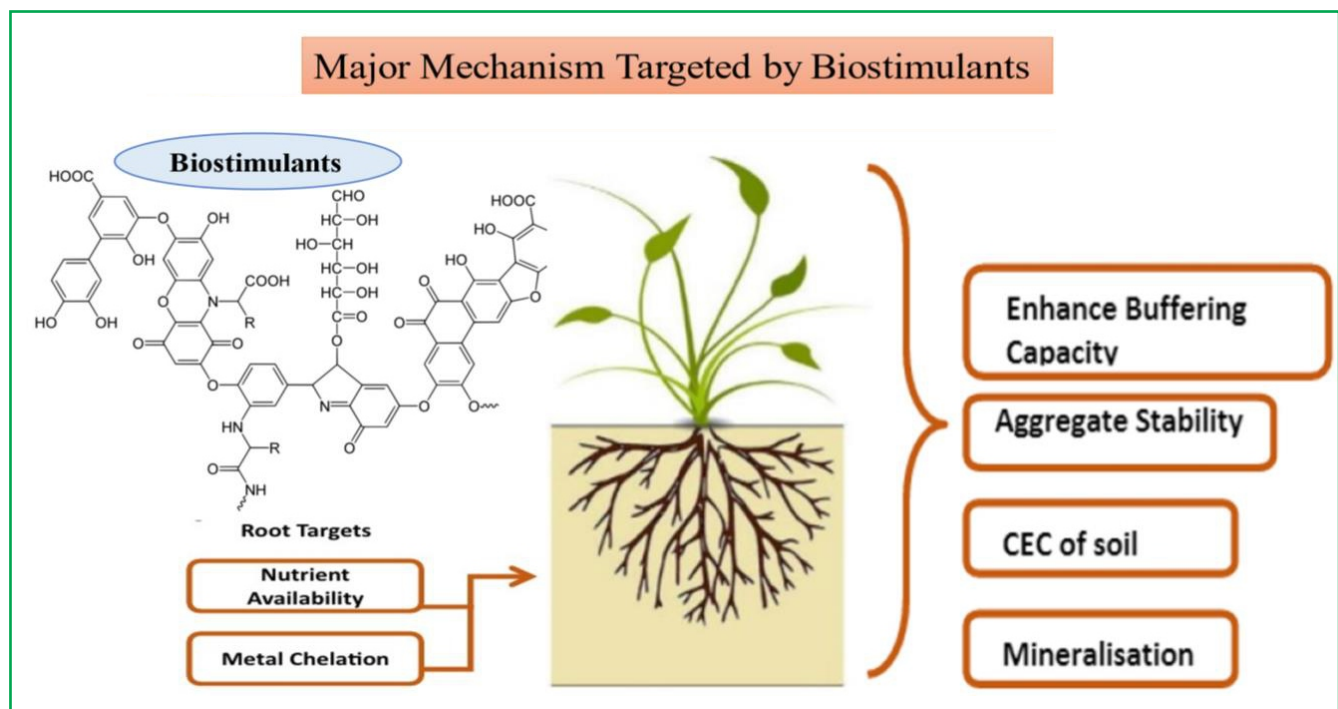 Major Mechanism Targeted by Biostimulants
Biostimulants
HOOC
O
OH
OH
HO
OH
O
N
COOH
R
O
O
O
HN
R
O
NH
CHO
HC–OH
HO–CH
HC–OH
HC–OH
C=O
O
N
O
O
O
O
O
HO
HO
HOOC
O
O
Root Targets
Nutrient
Availability
Metal Chelation
Enhance Buffering
Capacity
Aggregate Stability
CEC of soil
Mineralisation